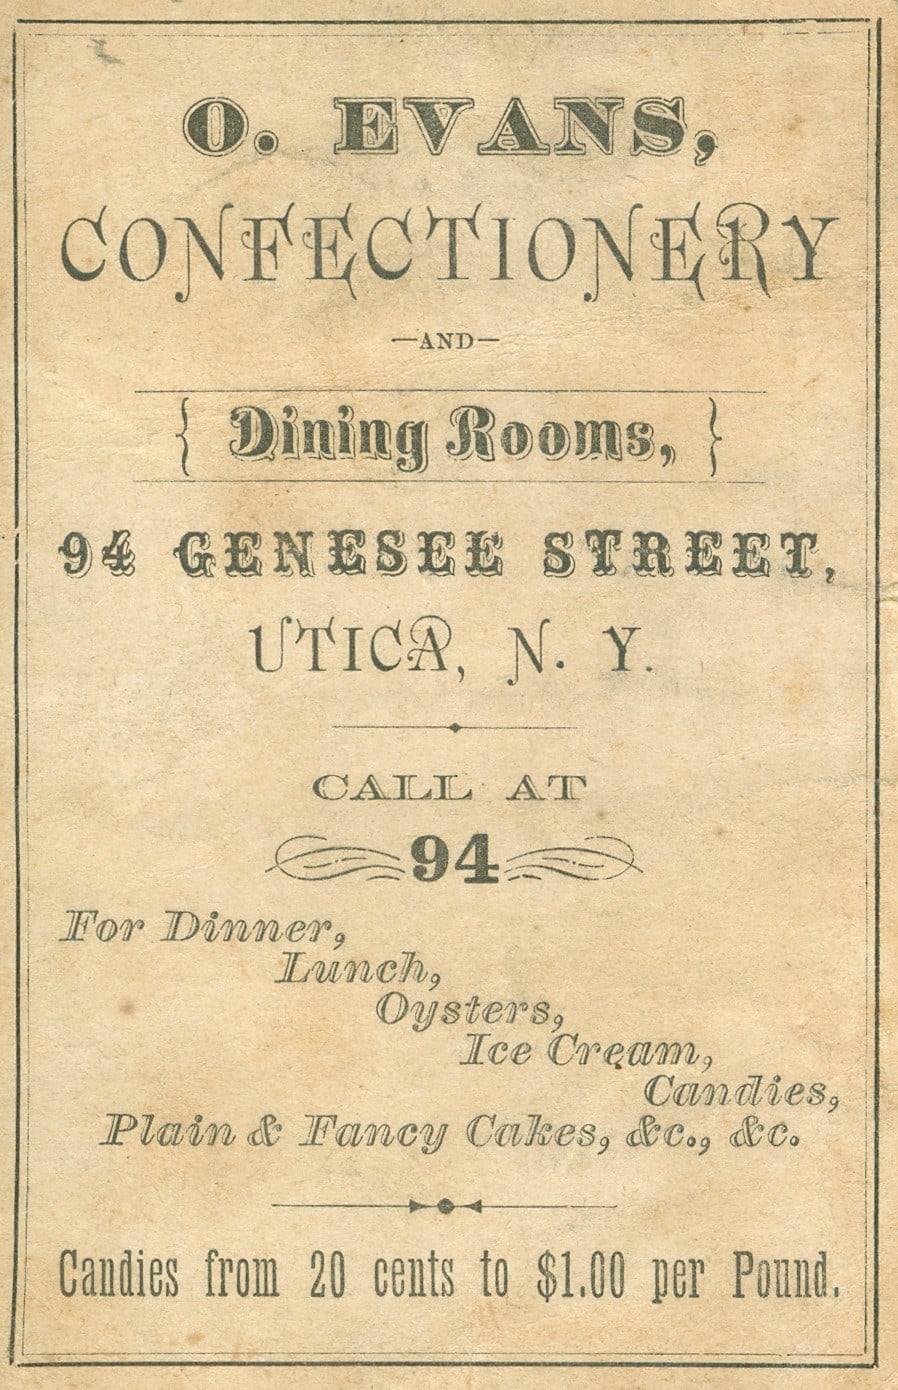 O. EVANS,
CONFECTIONERY
—AND—
{ Dining Rooms, }
94 GENESEE STREET,
UTICA, N. Y.
CALL AT
94
For Dinner,
Lunch,
Oysters,
Ice Cream,
Candies,
Plain & Fancy Cakes, &c., &c.
Candies from 20 cents to $1.00 per Pound.